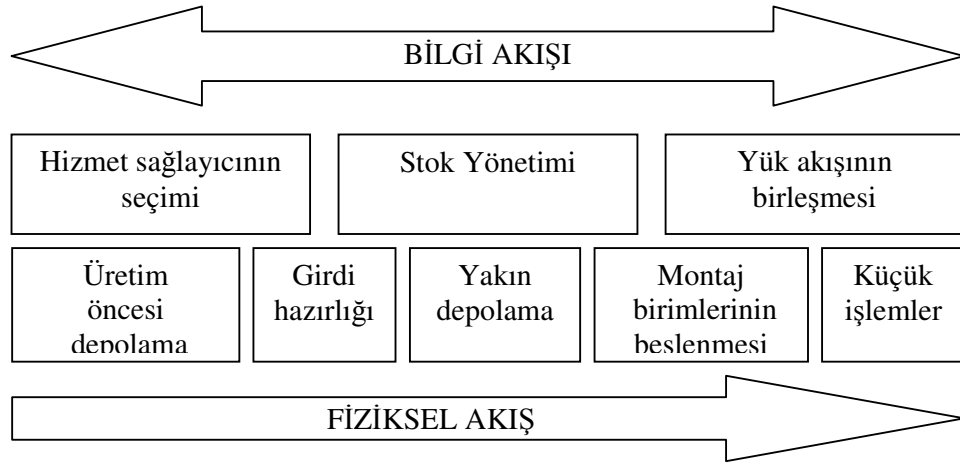 BİLGİ AKIŞI
Hizmet sağlayıcının
seçimi
Stok Yönetimi
Yük akışının
birleşmesi
Üretim
öncesi
depolama
Girdi
hazırlığı
Yakın
depolama
Montaj
birimlerinin
beslenmesi
Küçük
işlemler
FİZİKSEL AKIŞ